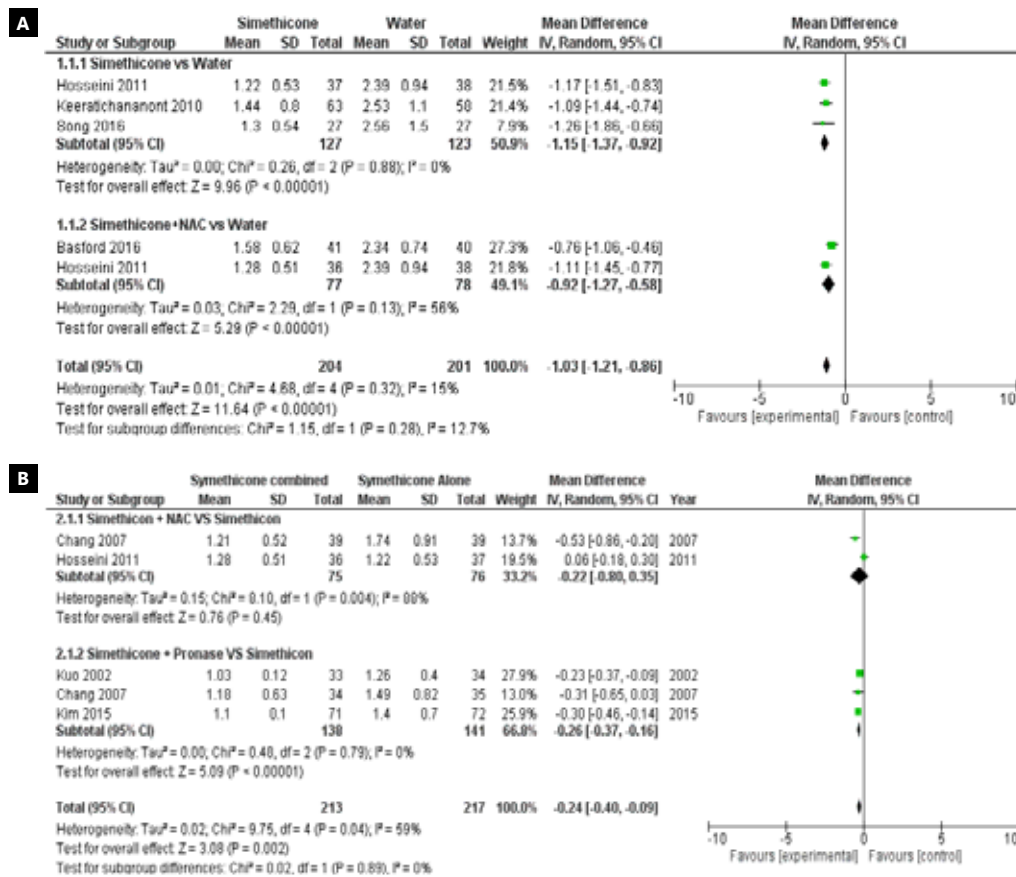 A
Simethicone Water Mean Difference Mean Difference
Study or Subgroup Mean SD Total Mean SD Total Weight IV, Random, 95% CI IV, Random, 95% CI
1.1.1 Simethicone vs Water
Hosseini 2011 1.22 0.53 37 2.39 0.94 38 21.5% -1.17 [-1.51, -0.83]
Keeratichananont 2010 1.44 0.8 63 2.53 1.1 58 21.4% -1.09 [-1.44, -0.74]
Song 2016 1.3 0.54 27 2.56 1.5 27 7.9% -1.26 [-1.86, -0.66]
Subtotal (95% CI) 127 123 50.9% -1.15 [-1.37, -0.92]
Heterogeneity: Tau² = 0.00; Chi² = 0.26, df = 2 (P = 0.88); I² = 0%
Test for overall effect: Z = 9.96 (P < 0.00001)
1.1.2 Simethicone+NAC vs Water
Basford 2016 1.58 0.62 41 2.34 0.74 40 27.3% -0.76 [-1.06, -0.46]
Hosseini 2011 1.28 0.51 36 2.39 0.94 38 21.8% -1.11 [-1.45, -0.77]
Subtotal (95% CI) 77 78 49.1% -0.92 [-1.27, -0.58]
Heterogeneity: Tau² = 0.03; Chi² = 2.29, df = 1 (P = 0.13); I² = 56%
Test for overall effect: Z = 5.29 (P < 0.00001)
Total (95% CI) 204 201 100.0% -1.03 [-1.21, -0.86]
Heterogeneity: Tau² = 0.01; Chi² = 4.68, df = 4 (P = 0.32); I² = 15%
Test for overall effect: Z = 11.64 (P < 0.00001)
Test for subgroup differences: Chi² = 1.15, df = 1 (P = 0.28), I² = 12.7%
-10 -5 0 5 10
Favours [experimental] Favours [control]
B
Symethicone combined Symethicone Alone Mean Difference Mean Difference
Study or Subgroup Mean SD Total Mean SD Total Weight IV, Random, 95% CI Year IV, Random, 95% CI
2.1.1 Simethicon + NAC VS Simethicon
Chang 2007 1.21 0.52 39 1.74 0.91 39 13.7% -0.53 [-0.86, -0.20] 2007
Hosseini 2011 1.28 0.51 36 1.22 0.53 37 19.5% 0.06 [-0.18, 0.30] 2011
Subtotal (95% CI) 75 76 33.2% -0.22 [-0.80, 0.35]
Heterogeneity: Tau² = 0.15; Chi² = 8.10, df = 1 (P = 0.004); I² = 88%
Test for overall effect: Z = 0.76 (P = 0.45)
2.1.2 Simethicone + Pronase VS Simethicon
Kuo 2002 1.03 0.12 33 1.26 0.4 34 27.9% -0.23 [-0.37, -0.09] 2002
Chang 2007 1.18 0.63 34 1.49 0.82 35 13.0% -0.31 [-0.65, 0.03] 2007
Kim 2015 1.1 0.1 71 1.4 0.7 72 25.9% -0.30 [-0.46, -0.14] 2015
Subtotal (95% CI) 138 141 66.8% -0.26 [-0.37, -0.16]
Heterogeneity: Tau² = 0.00; Chi² = 0.48, df = 2 (P = 0.79); I² = 0%
Test for overall effect: Z = 5.09 (P < 0.00001)
Total (95% CI) 213 217 100.0% -0.24 [-0.40, -0.09]
Heterogeneity: Tau² = 0.02; Chi² = 9.75, df = 4 (P = 0.04); I² = 59%
Test for overall effect: Z = 3.08 (P = 0.002)
Test for subgroup differences: Chi² = 0.02, df = 1 (P = 0.89), I² = 0%
-10 -5 0 5 10
Favours [experimental] Favours [control]